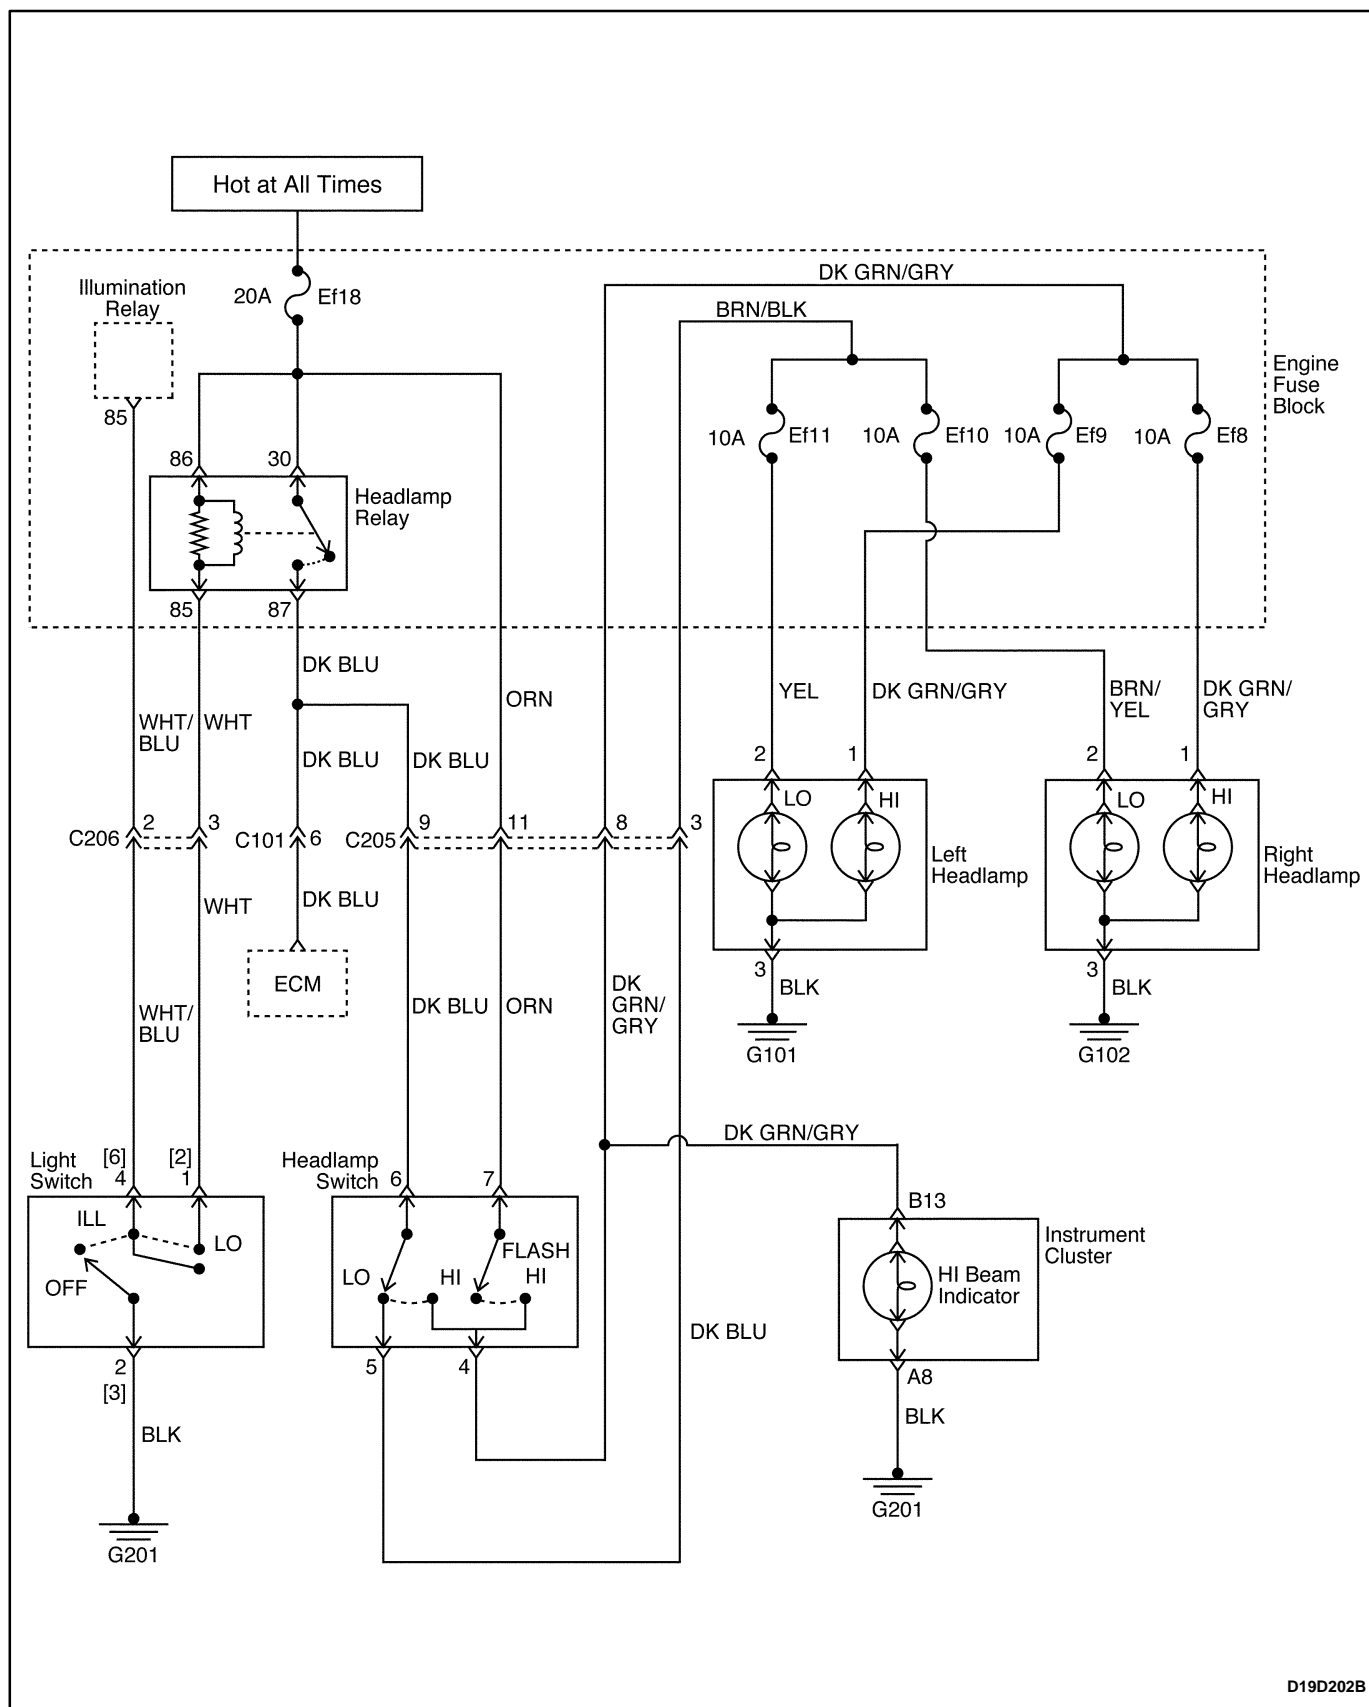 Hot at All Times
DK GRN/GRY
Illumination
Relay
20A
Ef18
BRN/BLK
Engine
Fuse
Block
85
10A
Ef11
10A
Ef10
10A
Ef9
10A
Ef8
86
30
Headlamp
Relay
85
87
DK BLU
ORN
YEL
DK GRN/GRY
BRN/
YEL
DK GRN/
GRY
WHT/
BLU
WHT
DK BLU
DK BLU
2
1
2
1
LO
HI
LO
HI
C206
2
3
C101
6
C205
9
11
8
3
Left
Headlamp
Right
Headlamp
WHT
DK BLU
ECM
3
BLK
3
BLK
WHT/
BLU
DK BLU
ORN
DK
GRN/
GRY
G101
G102
DK GRN/GRY
Light
Switch
[6]
4
[2]
1
Headlamp
Switch
6
7
B13
ILL
LO
OFF
LO
HI
FLASH
HI
Instrument
Cluster
HI Beam
Indicator
DK BLU
2
[3]
5
4
A8
BLK
BLK
G201
G201
D19D202B